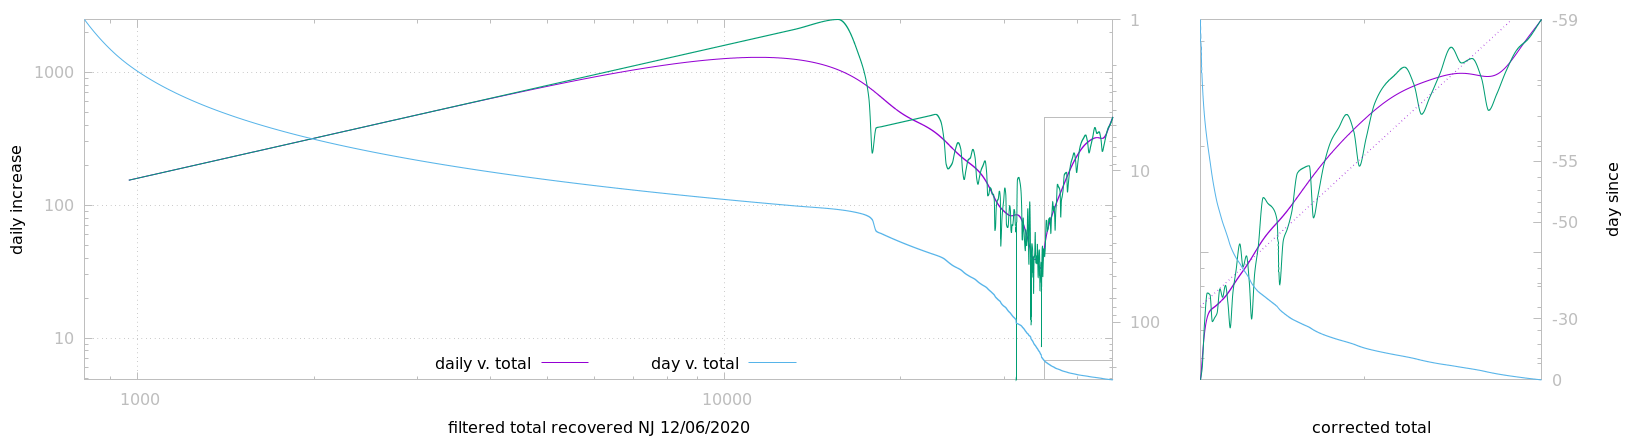 1
-59
1000
daily increase
10
-55
100
-50
day since
10
100
-30
daily v. total
day v. total
0
1000
10000
filtered total recovered NJ 12/06/2020
corrected total